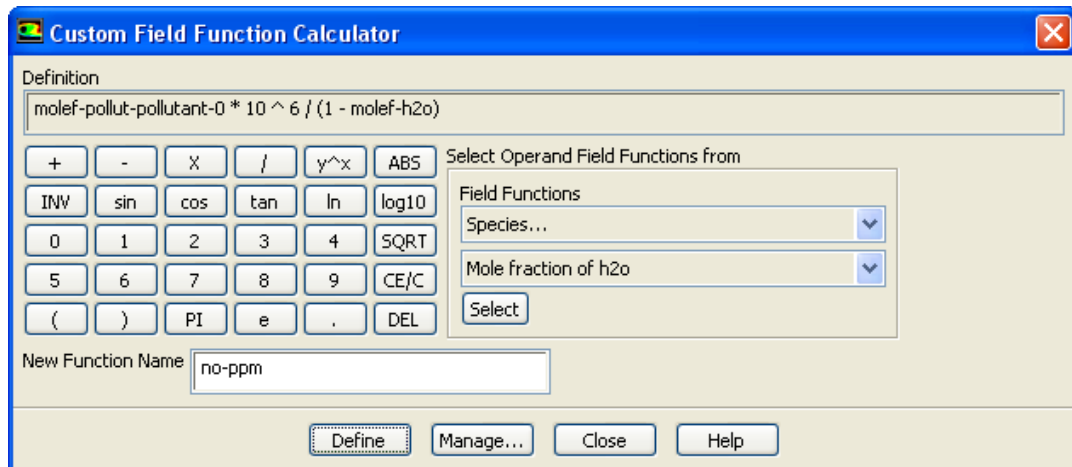 Custom Field Function Calculator
Definition
molef-pollut-pollutant-0 * 10 ^ 6 / (1 - molef-h2o)
+ - X / y^x ABS
INV sin cos tan ln log10
0 1 2 3 4 SQRT
5 6 7 8 9 CE/C
( ) PI e . DEL
Select Operand Field Functions from
Field Functions
Species...
Mole fraction of h2o
Select
New Function Name no-ppm
Define Manage... Close Help